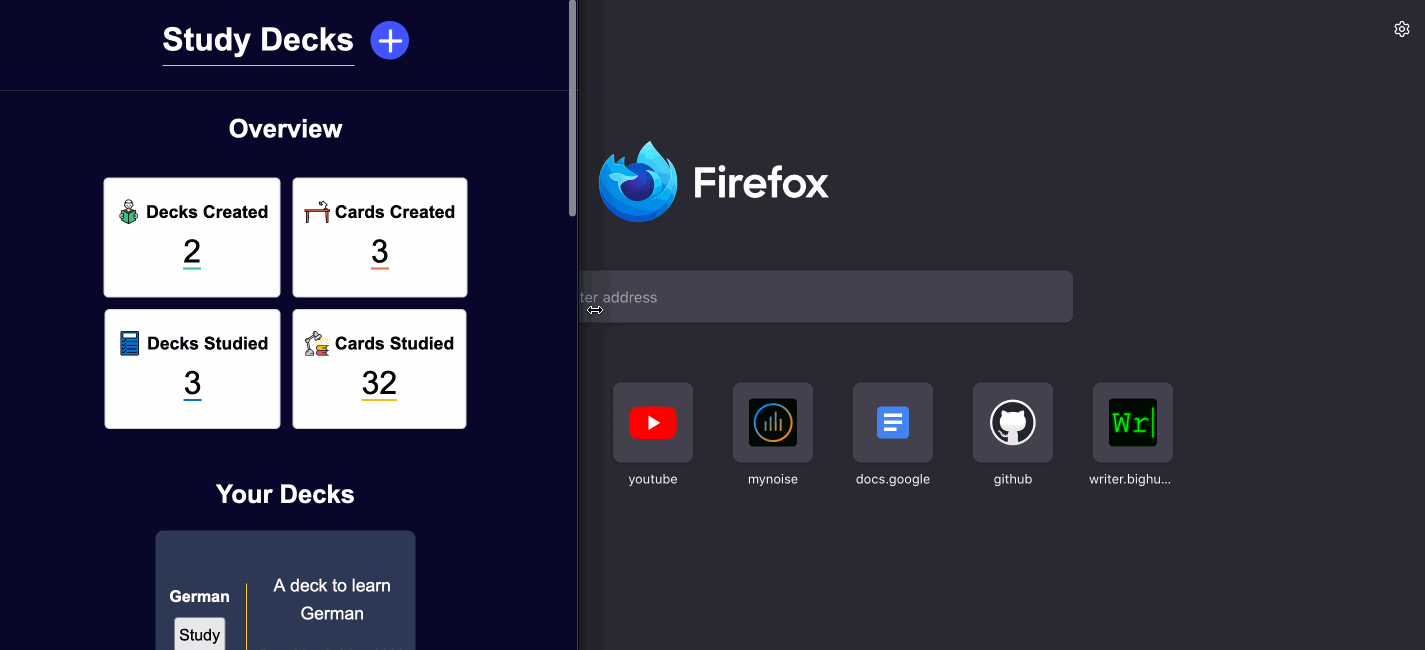 Study Decks
Overview
Decks Created
2
Cards Created
3
Decks Studied
3
Cards Studied
32
Your Decks
German
Study
A deck to learn
German
Firefox
ter address
youtube
mynoise
docs.google
github
Wr
writer.bighu...